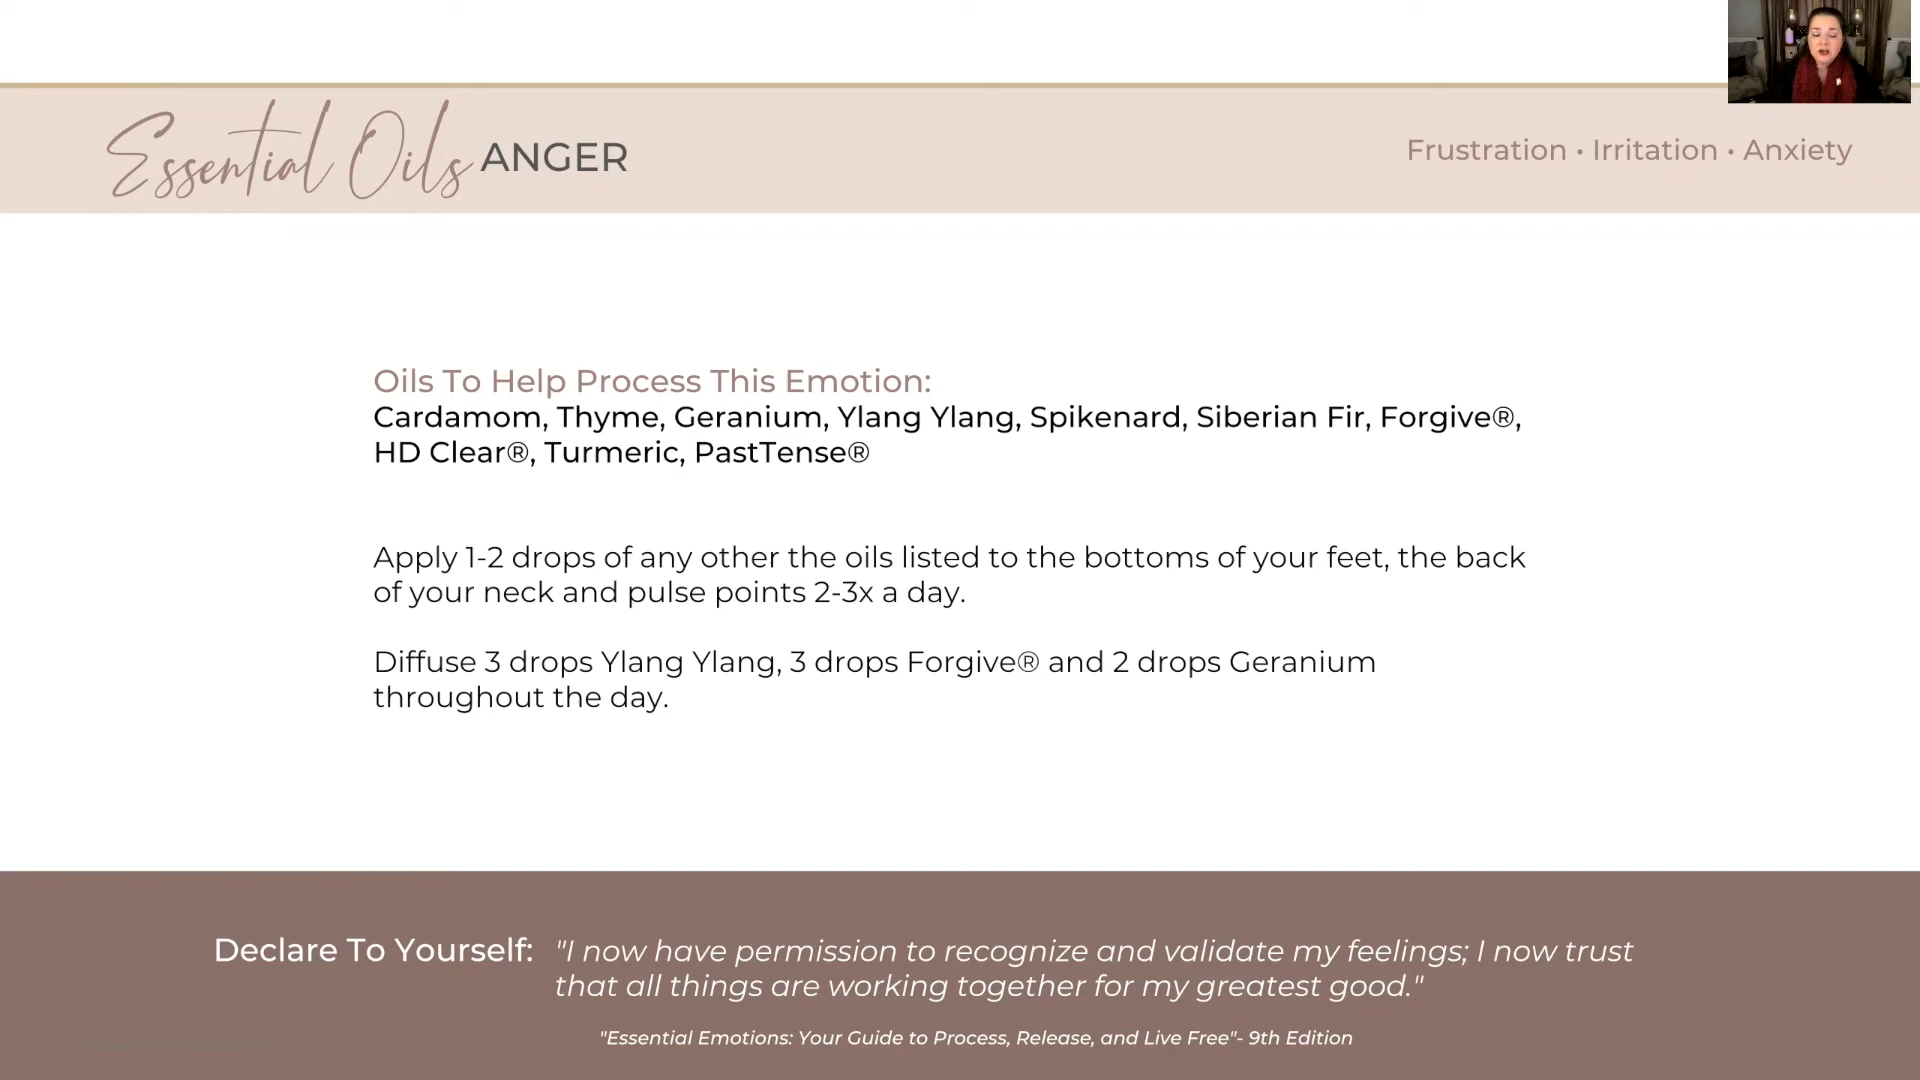 Essential Oils ANGER
Frustration • Irritation • Anxiety
Oils To Help Process This Emotion:
Cardamom, Thyme, Geranium, Ylang Ylang, Spikenard, Siberian Fir, Forgive®,
HD Clear®, Turmeric, PastTense®
Apply 1-2 drops of any other the oils listed to the bottoms of your feet, the back
of your neck and pulse points 2-3x a day.
Diffuse 3 drops Ylang Ylang, 3 drops Forgive® and 2 drops Geranium
throughout the day.
Declare To Yourself: "I now have permission to recognize and validate my feelings; I now trust
that all things are working together for my greatest good."
"Essential Emotions: Your Guide to Process, Release, and Live Free"- 9th Edition